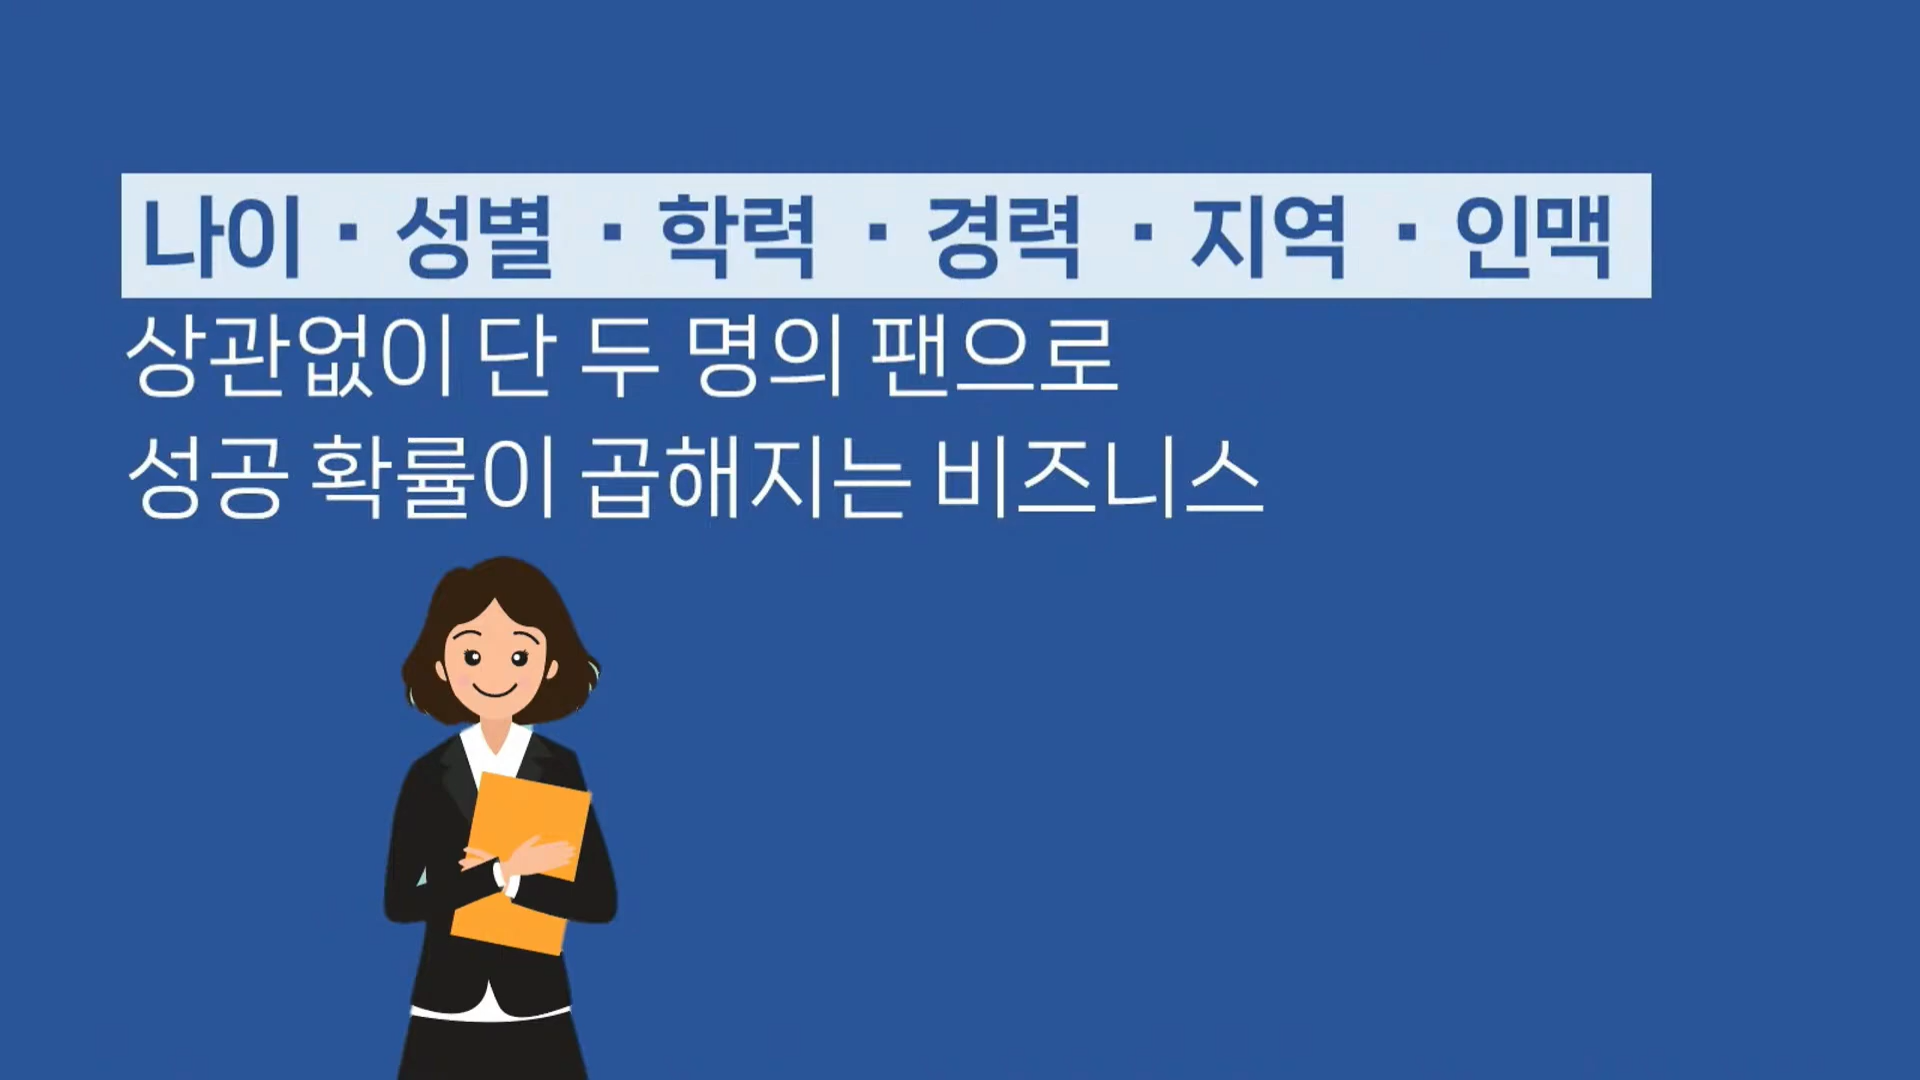 나이 · 성별 · 학력 · 경력 · 지역 · 인맥
상관없이 단 두 명의 팬으로
성공 확률이 곱해지는 비즈니스